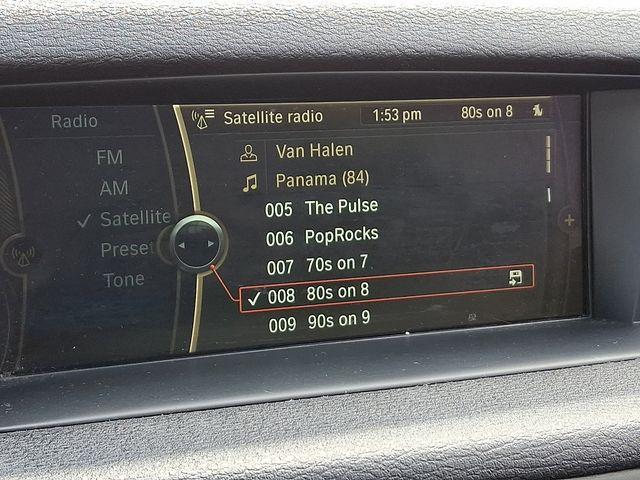 Radio
FM
AM
Satellite
Preset
Tone
Satellite radio 1:53 pm 80s on 8
Van Halen
Panama (84)
005 The Pulse
006 PopRocks
007 70s on 7
008 80s on 8
009 90s on 9